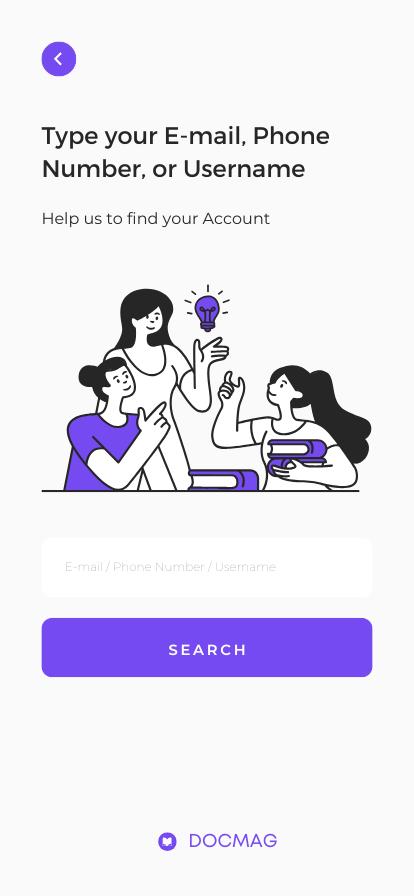 Type your E-mail, Phone
Number, or Username
Help us to find your Account
E-mail / Phone Number / Username
SEARCH
DOCMAG